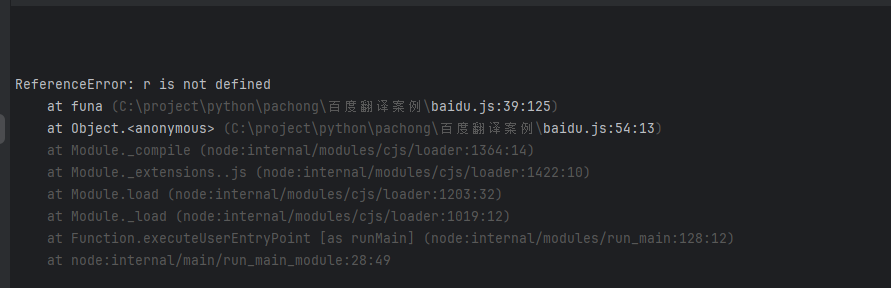 ReferenceError: r is not defined
    at funa (C:\project\python\pachong\百度翻译案例\baidu.js:39:125)
    at Object.<anonymous> (C:\project\python\pachong\百度翻译案例\baidu.js:54:13)
    at Module._compile (node:internal/modules/cjs/loader:1364:14)
    at Module._extensions..js (node:internal/modules/cjs/loader:1422:10)
    at Module.load (node:internal/modules/cjs/loader:1203:32)
    at Module._load (node:internal/modules/cjs/loader:1019:12)
    at Function.executeUserEntryPoint [as runMain] (node:internal/modules/run_main:128:12)
    at node:internal/main/run_main_module:28:49